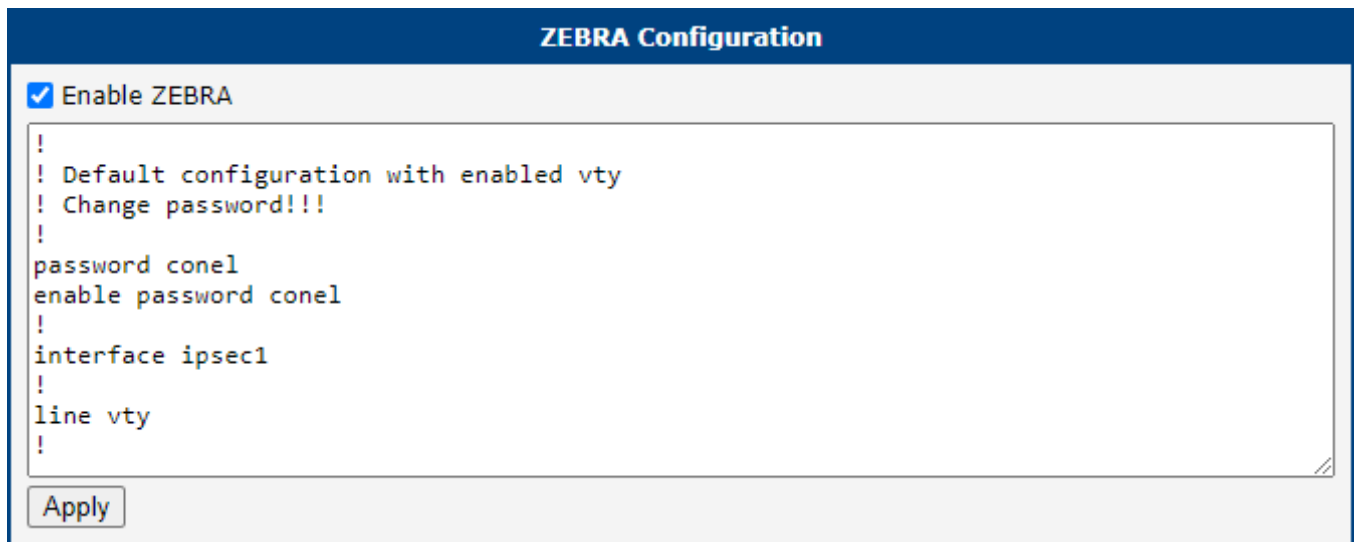 ZEBRA Configuration
Enable ZEBRA
!
! Default configuration with enabled vty
! Change password!!!
!
password conel
enable password conel
!
interface ipsec1
!
line vty
!
Apply